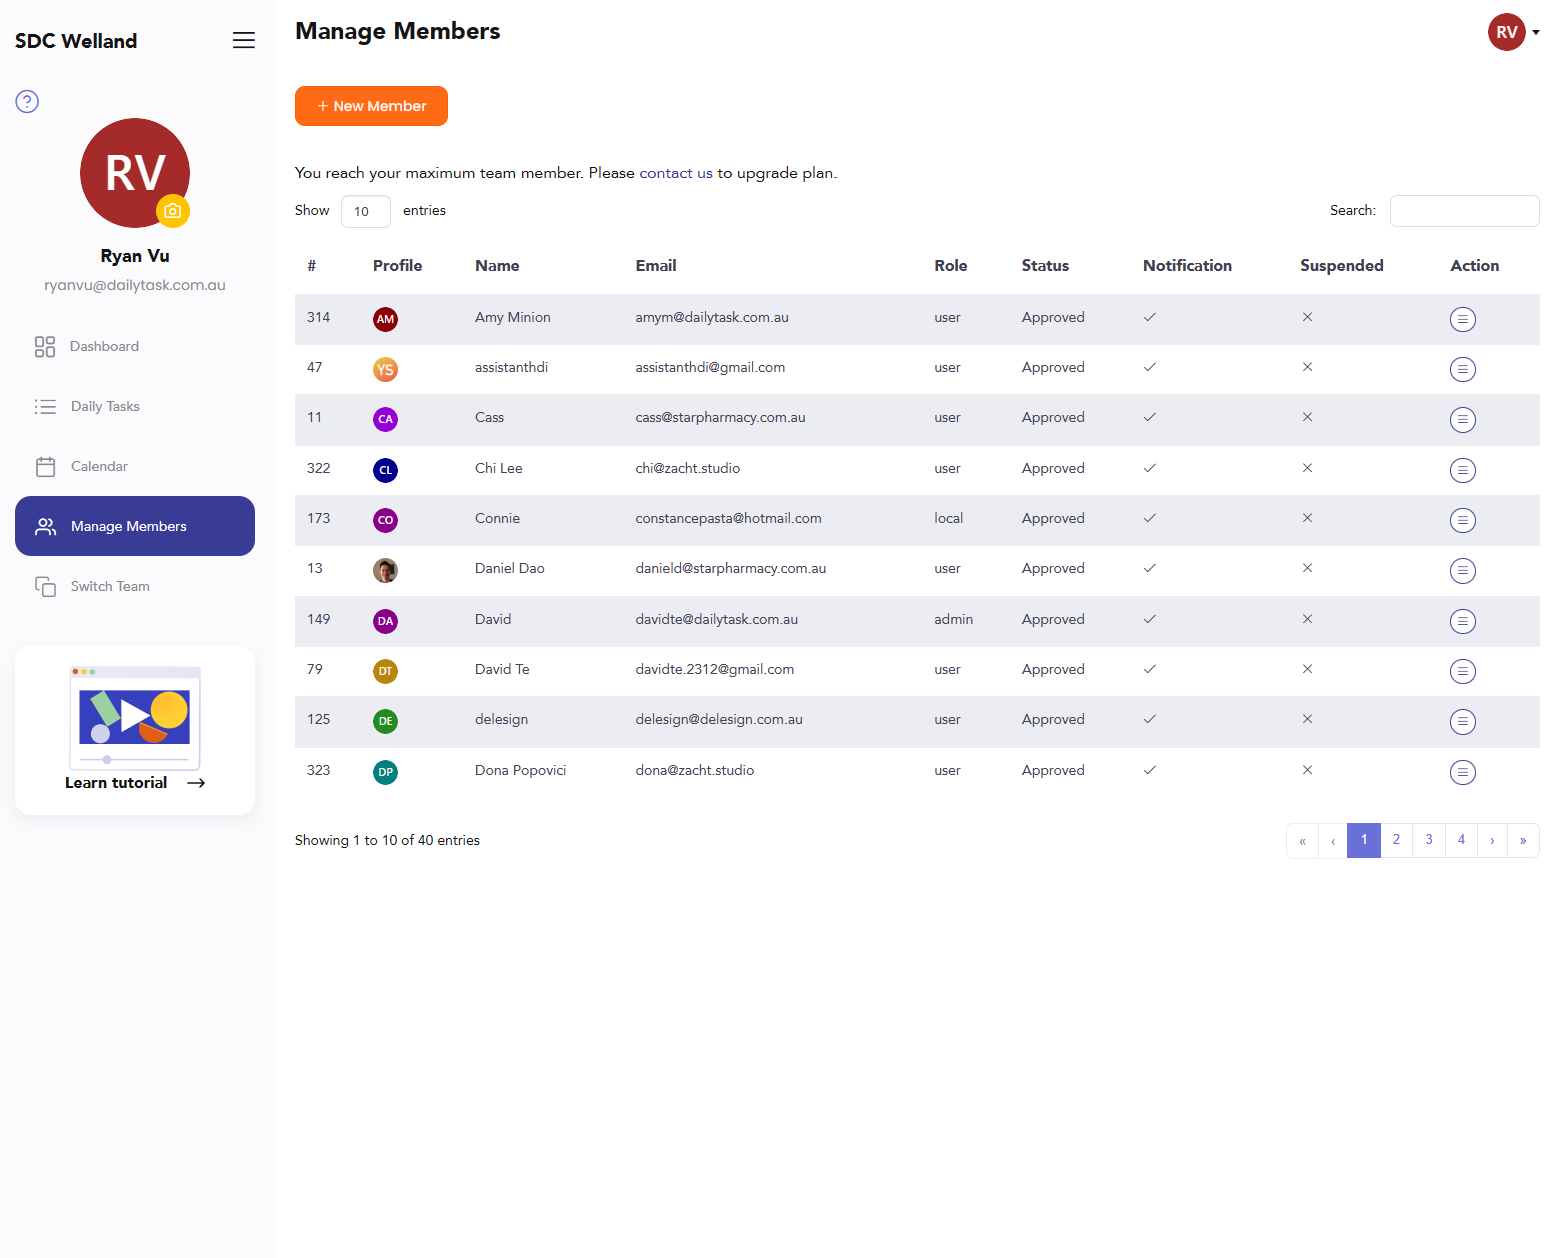 SDC Welland
Manage Members
RV
+ New Member
RV
Ryan Vu
ryanvu@dailytask.com.au
Dashboard
Daily Tasks
Calendar
Manage Members
Switch Team
Learn tutorial →
You reach your maximum team member. Please contact us to upgrade plan.
Show 10 entries
Search:
# Profile Name Email Role Status Notification Suspended Action
314 AM Amy Minion amym@dailytask.com.au user Approved
47 YS assistanthdi assistanthdi@gmail.com user Approved
11 CA Cass cass@starpharmacy.com.au user Approved
322 CL Chi Lee chi@zacht.studio user Approved
173 CO Connie constancepasta@hotmail.com local Approved
13 Daniel Dao danield@starpharmacy.com.au user Approved
149 DA David davidte@dailytask.com.au admin Approved
79 DT David Te davidte.2312@gmail.com user Approved
125 DE delesign delesign@delesign.com.au user Approved
323 DP Dona Popovici dona@zacht.studio user Approved
Showing 1 to 10 of 40 entries
« ‹ 1 2 3 4 › »